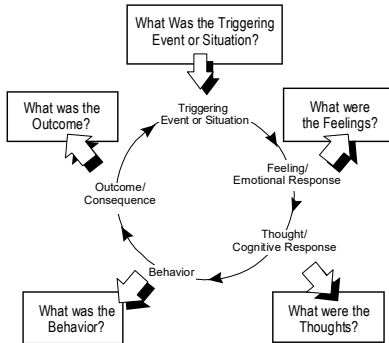 What Was the Triggering
Event or Situation?
What was the
Outcome?
Triggering
Event or Situation
What were
the Feelings?
Feeling/
Emotional Response
Outcome/
Consequence
Thought/
Cognitive Response
Behavior
What was the
Behavior?
What were the
Thoughts?